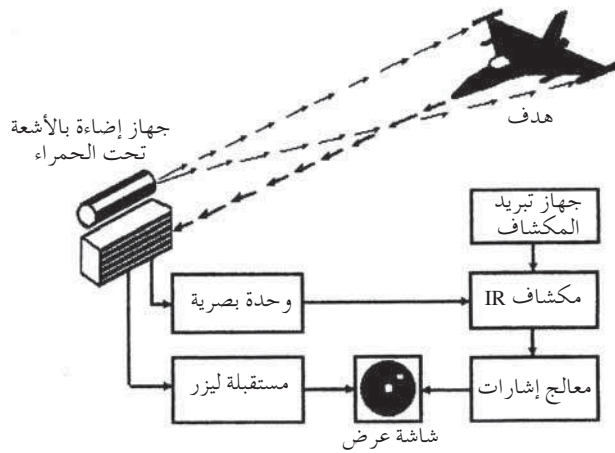 هدف
جهاز إضاءة بالأشعة
تحت الحمراء
جهاز تبريد
المكشاف
وحدة بصرية
مكشاف IR
مستقبلة ليزر
معالج إشارات
شاشة عرض